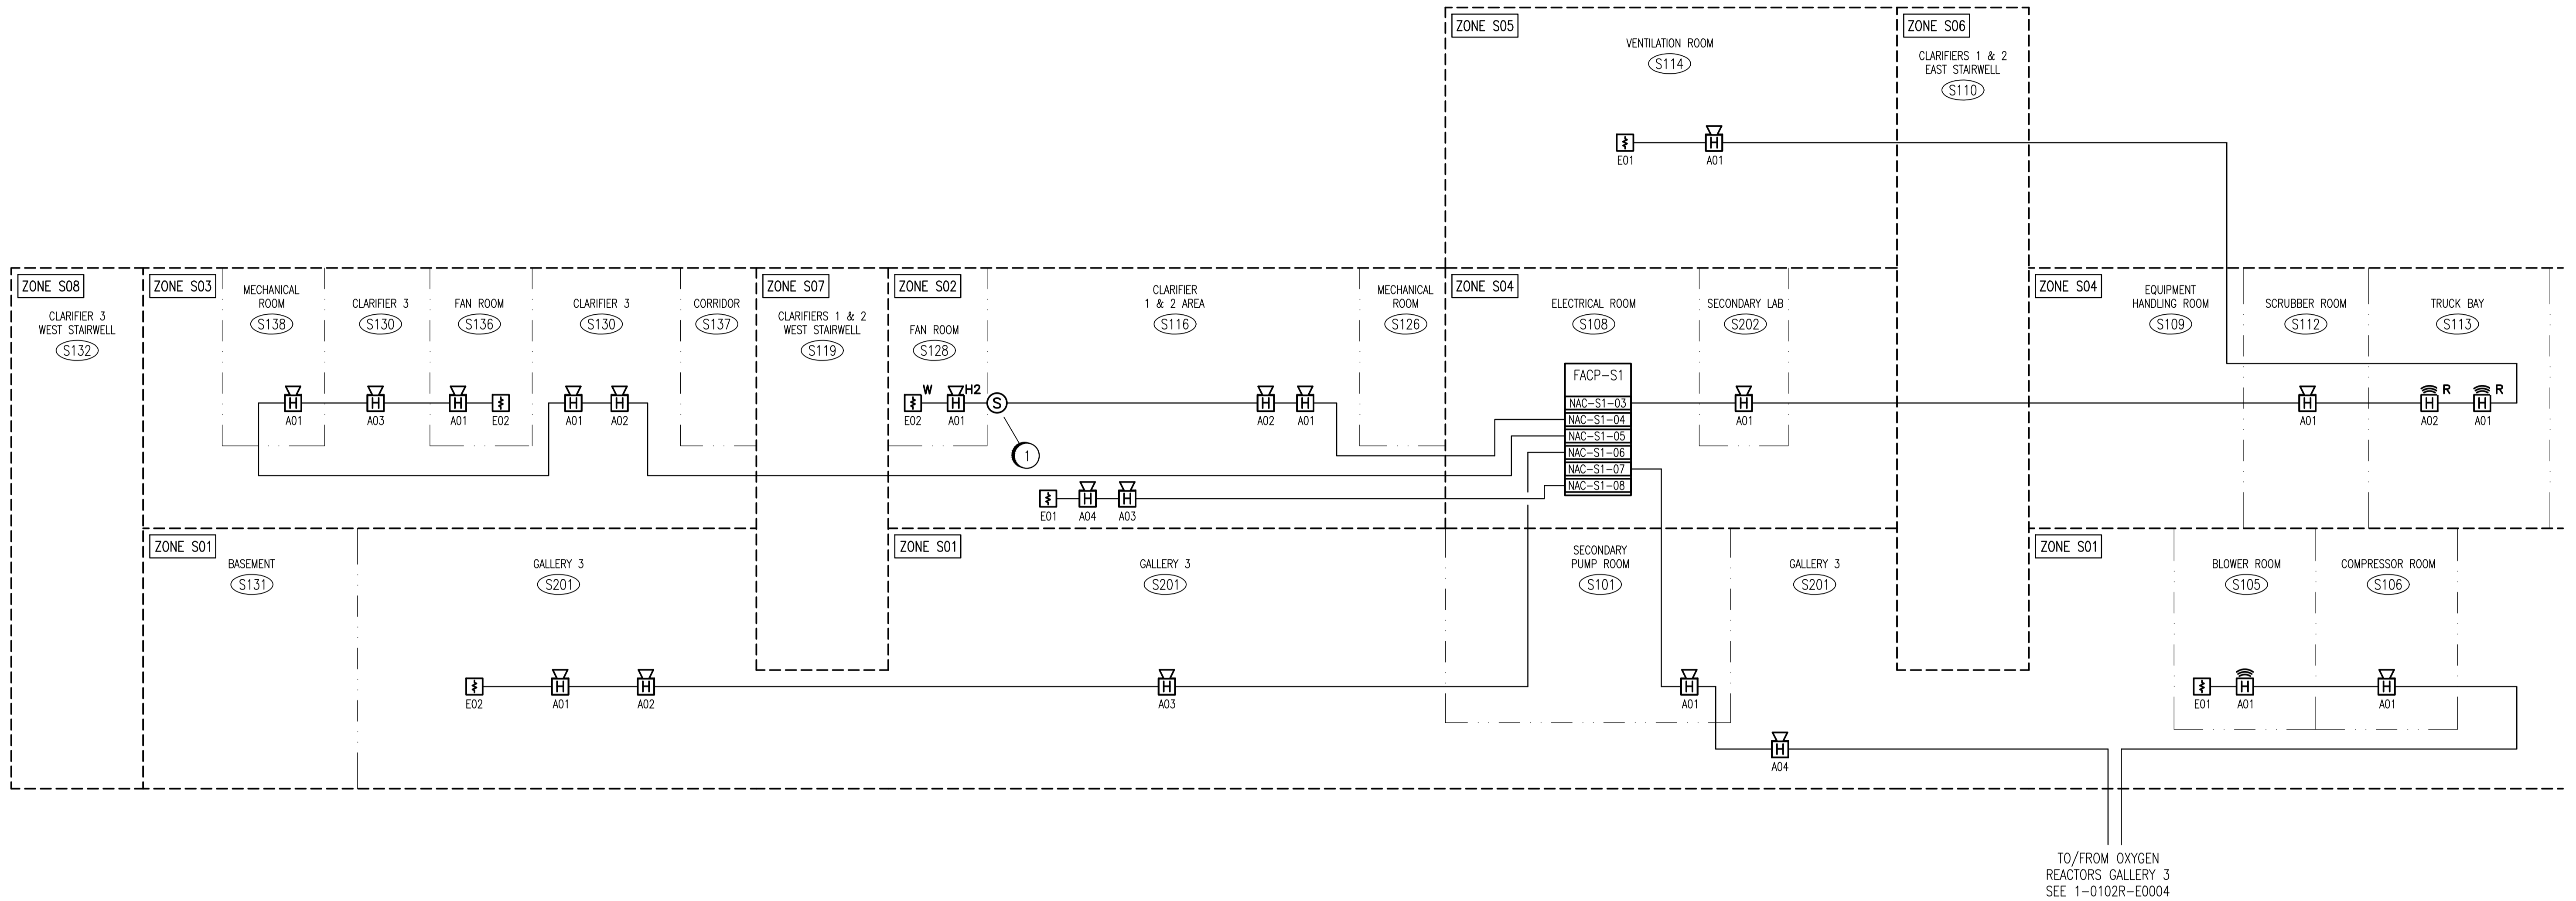 ZONE S05
VENTILATION ROOM
S114
E01
A01
ZONE S06
CLARIFIERS 1 & 2
EAST STAIRWELL
S110
ZONE S08
CLARIFIER 3
WEST STAIRWELL
S132
ZONE S03
MECHANICAL
ROOM
S138
CLARIFIER 3
S130
FAN ROOM
S136
CLARIFIER 3
S130
CORRIDOR
S137
H
A01
H
A03
H
A01
E02
H
A01
H
A02
ZONE S07
CLARIFIERS 1 & 2
WEST STAIRWELL
S119
ZONE S02
FAN ROOM
S128
CLARIFIER
1 & 2 AREA
S116
MECHANICAL
ROOM
S126
W
E02
H
H2
A01
S
1
H
A02
H
A01
E01
H
A04
H
A03
ZONE S04
ELECTRICAL ROOM
S108
SECONDARY LAB
S202
FACP-S1
NAC-S1-03
NAC-S1-04
NAC-S1-05
NAC-S1-06
NAC-S1-07
NAC-S1-08
H
A01
ZONE S04
EQUIPMENT
HANDLING ROOM
S109
SCRUBBER ROOM
S112
TRUCK BAY
S113
H
A01
H
R
A02
H
R
A01
ZONE S01
BASEMENT
S131
GALLERY 3
S201
E02
H
A01
H
A02
ZONE S01
GALLERY 3
S201
H
A03
SECONDARY
PUMP ROOM
S101
H
A01
GALLERY 3
S201
H
A04
ZONE S01
BLOWER ROOM
S105
COMPRESSOR ROOM
S106
E01
H
A01
H
A01
TO/FROM OXYGEN
REACTORS GALLERY 3
SEE 1-0102R-E0004